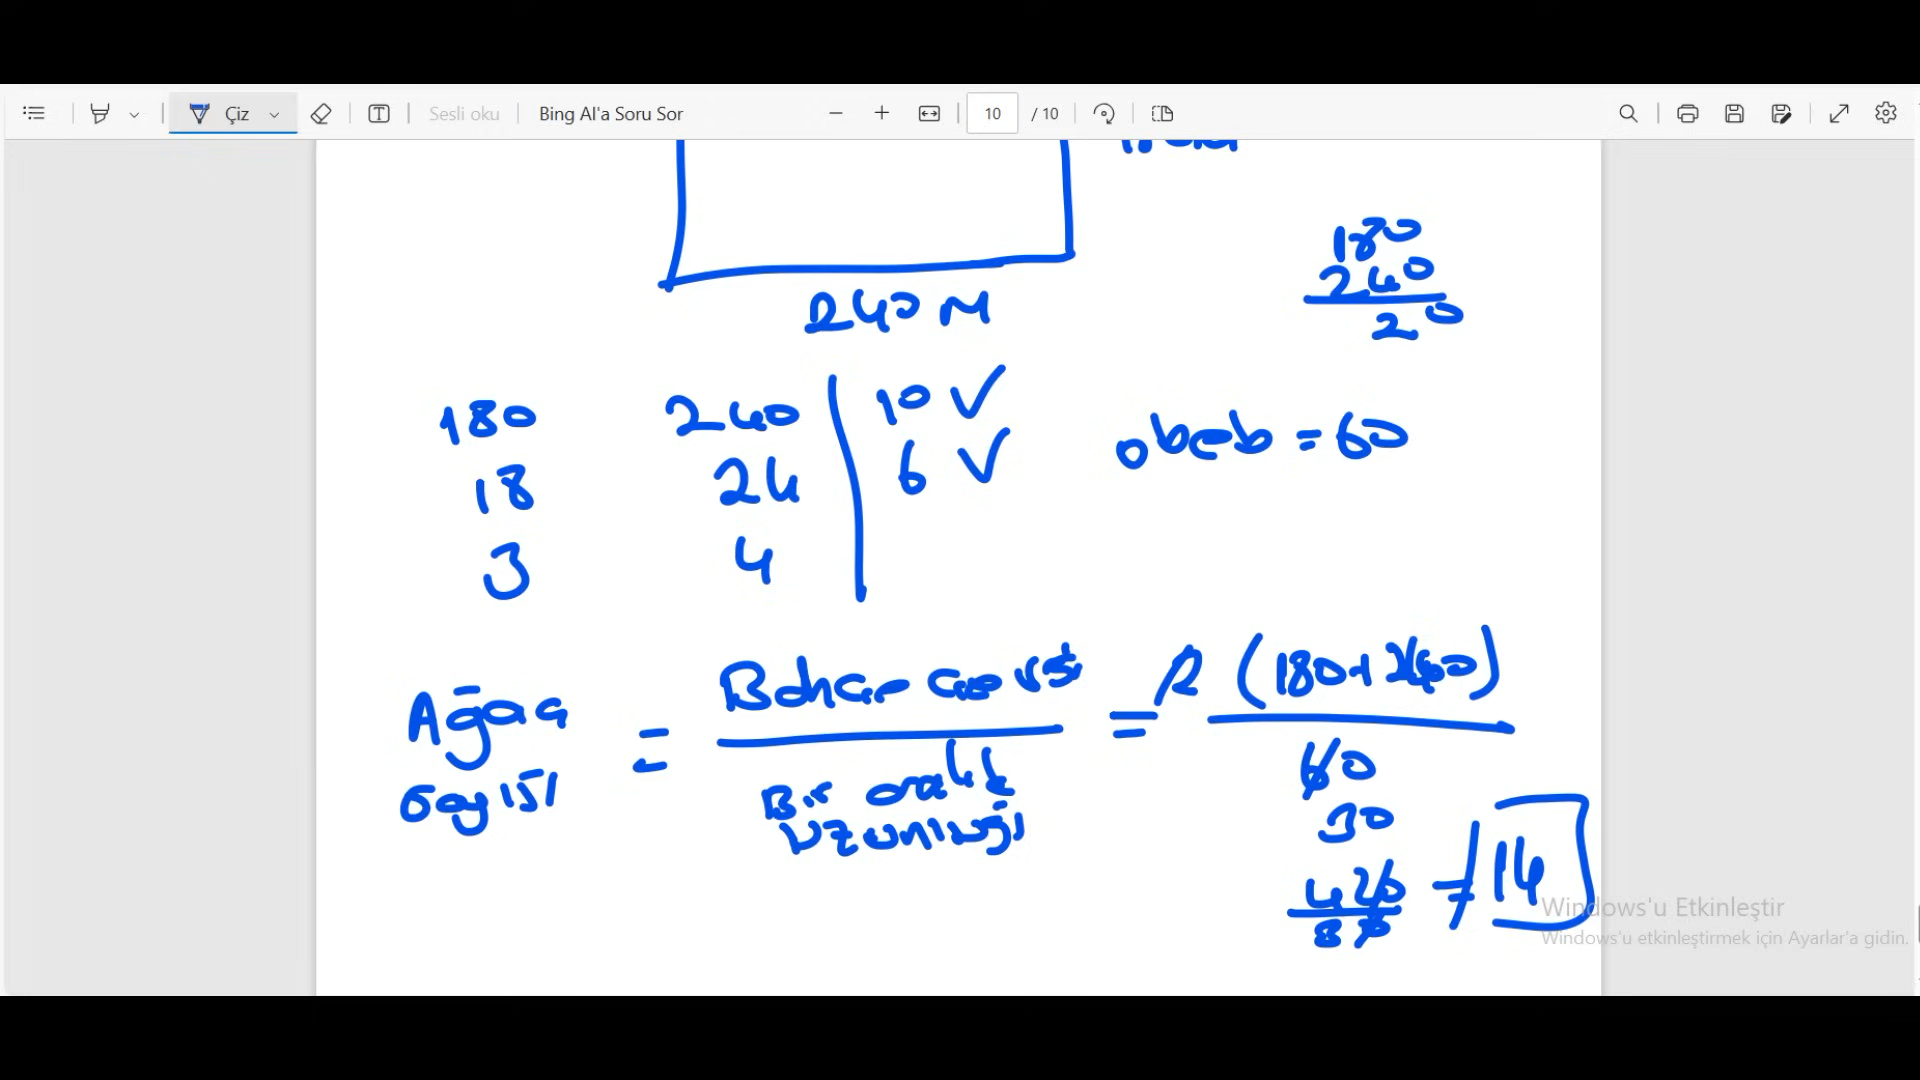 Çiz
Sesli oku
Bing AI'a Soru Sor
10 / 10
240 M
180
240
20
180 240 10
18 24 6
3 4
obeb = 60
Ağaç sayısı = Bahçe çevresi / Bir aralık uzunluğu = 2 (180+240) / 60
30
420 / 30 = 14
Windows'u Etkinleştir
Windows'u etkinleştirmek için Ayarlar'a gidin.